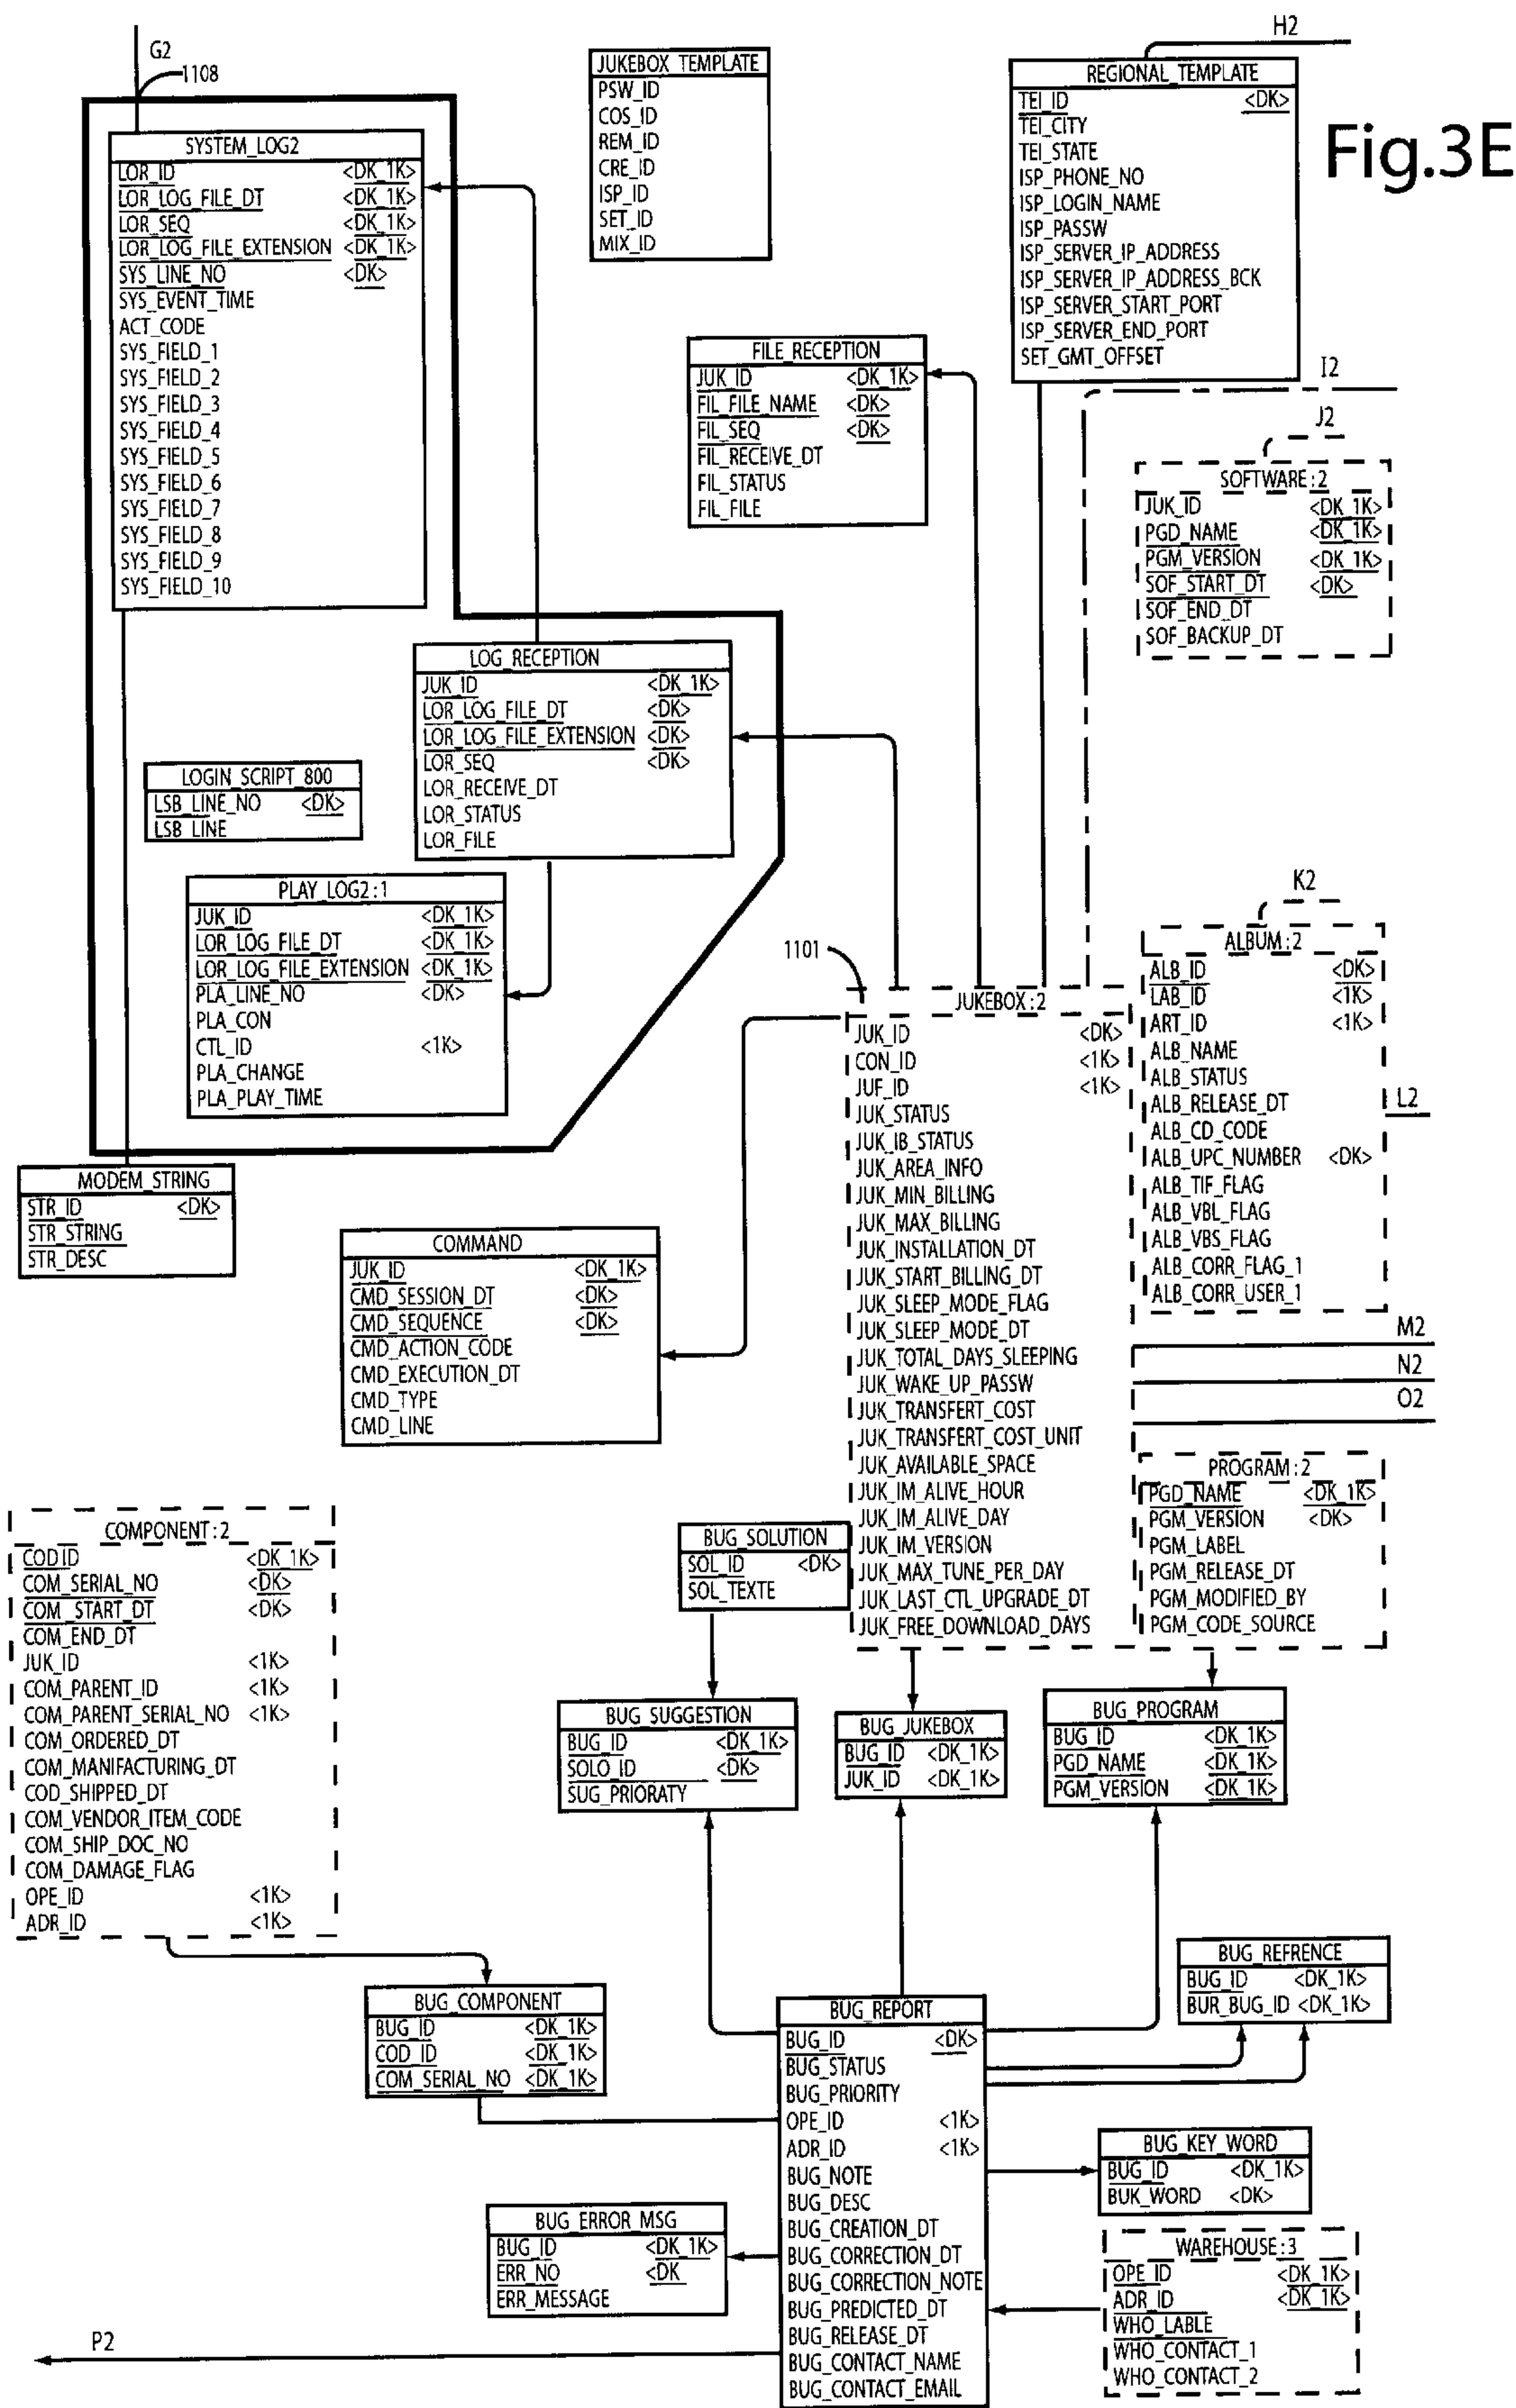 G2
1108
H2
Fig.3E
JUKEBOX_TEMPLATE
PSW_ID
COS_ID
REM_ID
CRE_ID
ISP_ID
SET_ID
MIX_ID
REGIONAL_TEMPLATE
TEI_ID <DK>
TEI_CITY
TEI_STATE
ISP_PHONE_NO
ISP_LOGIN_NAME
ISP_PASSW
ISP_SERVER_IP_ADDRESS
ISP_SERVER_IP_ADDRESS_BCK
ISP_SERVER_START_PORT
ISP_SERVER_END_PORT
SET_GMT_OFFSET
SYSTEM_LOG2
LOR_ID <DK_1K>
LOR_LOG_FILE_DT <DK_1K>
LOR_SEQ <DK_1K>
LOR_LOG_FILE_EXTENSION <DK_1K>
SYS_LINE_NO <DK>
SYS_EVENT_TIME
ACT_CODE
SYS_FIELD_1
SYS_FIELD_2
SYS_FIELD_3
SYS_FIELD_4
SYS_FIELD_5
SYS_FIELD_6
SYS_FIELD_7
SYS_FIELD_8
SYS_FIELD_9
SYS_FIELD_10
FILE_RECEPTION
JUK_ID <DK_1K>
FIL_FILE_NAME <DK>
FIL_SEQ <DK>
FIL_RECEIVE_DT
FIL_STATUS
FIL_FILE
I2
J2
SOFTWARE:2
JUK_ID <DK_1K>
PGD_NAME <DK_1K>
PGM_VERSION <DK_1K>
SOF_START_DT <DK>
SOF_END_DT
SOF_BACKUP_DT
LOG_RECEPTION
JUK_ID <DK_1K>
LOR_LOG_FILE_DT <DK>
LOR_LOG_FILE_EXTENSION <DK>
LOR_SEQ <DK>
LOR_RECEIVE_DT
LOR_STATUS
LOR_FILE
LOGIN_SCRIPT_800
LSB_LINE_NO <DK>
LSB_LINE
PLAY_LOG2:1
JUK_ID <DK_1K>
LOR_LOG_FILE_DT <DK_1K>
LOR_LOG_FILE_EXTENSION <DK_1K>
PLA_LINE_NO <DK>
PLA_CON
CTL_ID <1K>
PLA_CHANGE
PLA_PLAY_TIME
K2
ALBUM:2
ALB_ID <DK>
LAB_ID <1K>
ART_ID <1K>
ALB_NAME
ALB_STATUS
ALB_RELEASE_DT
ALB_CD_CODE
ALB_UPC_NUMBER <DK>
ALB_TIF_FLAG
ALB_VBL_FLAG
ALB_VBS_FLAG
ALB_CORR_FLAG_1
ALB_CORR_USER_1
L2
1101
JUKEBOX:2
JUK_ID <DK>
CON_ID <1K>
JUF_ID <1K>
JUK_STATUS
JUK_IB_STATUS
JUK_AREA_INFO
JUK_MIN_BILLING
JUK_MAX_BILLING
JUK_INSTALLATION_DT
JUK_START_BILLING_DT
JUK_SLEEP_MODE_FLAG
JUK_SLEEP_MODE_DT
JUK_TOTAL_DAYS_SLEEPING
JUK_WAKE_UP_PASSW
JUK_TRANSFERT_COST
JUK_TRANSFERT_COST_UNIT
JUK_AVAILABLE_SPACE
JUK_IM_ALIVE_HOUR
JUK_IM_ALIVE_DAY
JUK_IM_VERSION
JUK_MAX_TUNE_PER_DAY
JUK_LAST_CTL_UPGRADE_DT
JUK_FREE_DOWNLOAD_DAYS
MODEM_STRING
STR_ID <DK>
STR_STRING
STR_DESC
COMMAND
JUK_ID <DK_1K>
CMD_SESSION_DT <DK>
CMD_SEQUENCE <DK>
CMD_ACTION_CODE
CMD_EXECUTION_DT
CMD_TYPE
CMD_LINE
M2
N2
O2
PROGRAM:2
PGD_NAME <DK_1K>
PGM_VERSION <DK>
PGM_LABEL
PGM_RELEASE_DT
PGM_MODIFIED_BY
PGM_CODE_SOURCE
COMPONENT:2
CODID <DK_1K>
COM_SERIAL_NO <DK>
COM_START_DT <DK>
COM_END_DT
JUK_ID <1K>
COM_PARENT_ID <1K>
COM_PARENT_SERIAL_NO <1K>
COM_ORDERED_DT
COM_MANIFACTURING_DT
COD_SHIPPED_DT
COM_VENDOR_ITEM_CODE
COM_SHIP_DOC_NO
COM_DAMAGE_FLAG
OPE_ID <1K>
ADR_ID <1K>
BUG_SOLUTION
SOL_ID <DK>
SOL_TEXTE
BUG_SUGGESTION
BUG_ID <DK_1K>
SOLO_ID <DK>
SUG_PRIORATY
BUG_JUKEBOX
BUG_ID <DK_1K>
JUK_ID <DK_1K>
BUG_PROGRAM
BUG_ID <DK_1K>
PGD_NAME <DK_1K>
PGM_VERSION <DK_1K>
BUG_REFRENCE
BUG_ID <DK_1K>
BUR_BUG_ID <DK_1K>
BUG_COMPONENT
BUG_ID <DK_1K>
COD_ID <DK_1K>
COM_SERIAL_NO <DK_1K>
BUG_REPORT
BUG_ID <DK>
BUG_STATUS
BUG_PRIORITY
OPE_ID <1K>
ADR_ID <1K>
BUG_NOTE
BUG_DESC
BUG_CREATION_DT
BUG_CORRECTION_DT
BUG_CORRECTION_NOTE
BUG_PREDICTED_DT
BUG_RELEASE_DT
BUG_CONTACT_NAME
BUG_CONTACT_EMAIL
BUG_KEY_WORD
BUG_ID <DK_1K>
BUK_WORD <DK>
BUG_ERROR_MSG
BUG_ID <DK_1K>
ERR_NO <DK
ERR_MESSAGE
WAREHOUSE:3
OPE_ID <DK_1K>
ADR_ID <DK_1K>
WHO_LABLE
WHO_CONTACT_1
WHO_CONTACT_2
P2